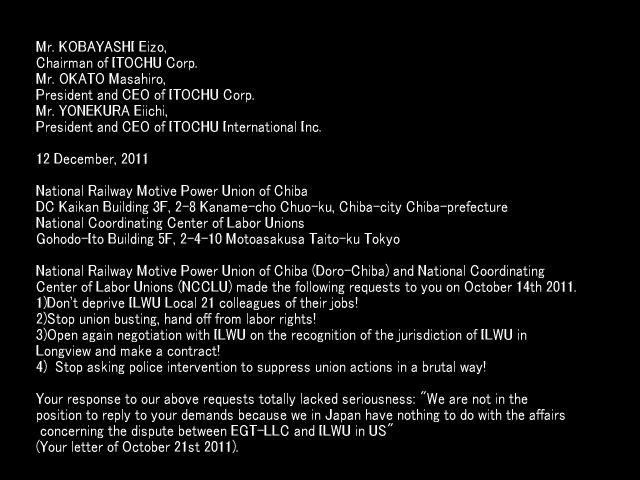 Mr. KOBAYASHI Eizo,
Chairman of ITOCHU Corp.
Mr. OKATO Masahiro,
President and CEO of ITOCHU Corp.
Mr. YONEKURA Eiichi,
President and CEO of ITOCHU International Inc.
12 December, 2011
National Railway Motive Power Union of Chiba
DC Kaikan Building 3F, 2-8 Kaname-cho Chuo-ku, Chiba-city Chiba-prefecture
National Coordinating Center of Labor Unions
Gohodo-Ito Building 5F, 2-4-10 Motoasakusa Taito-ku Tokyo
National Railway Motive Power Union of Chiba (Doro-Chiba) and National Coordinating
Center of Labor Unions (NCCLU) made the following requests to you on October 14th 2011.
1)Don't deprive ILWU Local 21 colleagues of their jobs!
2)Stop union busting, hand off from labor rights!
3)Open again negotiation with ILWU on the recognition of the jurisdiction of ILWU in
Longview and make a contract!
4) Stop asking police intervention to suppress union actions in a brutal way!
Your response to our above requests totally lacked seriousness: "We are not in the
position to reply to your demands because we in Japan have nothing to do with the affairs
concerning the dispute between EGT-LLC and ILWU in US"
(Your letter of October 21st 2011).